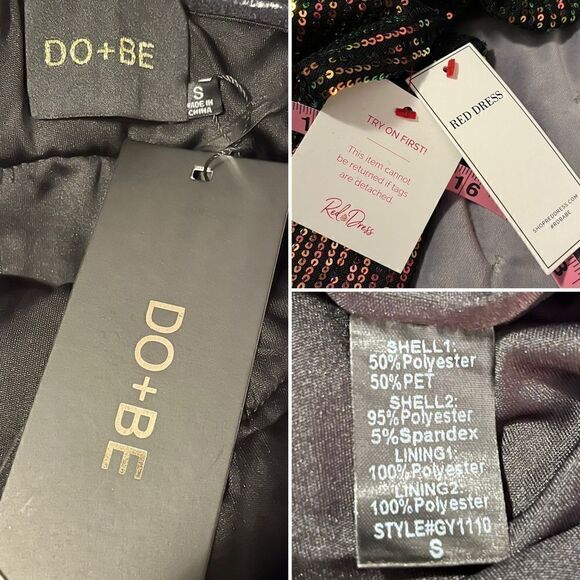 DO+BE
S
MADE IN
CHINA
DO+BE
TRY ON FIRST!
This item cannot
be returned if tags
are detached.
Red Dress
RED DRESS
SHOPREDDRESS.COM
#RDBABE
16
SHELL1:
50%Polyester
50%PET
SHELL2:
95%Polyester
5%Spandex
LINING1:
100%Polyester
LINING2:
100%Polyester
STYLE#GY1110
S